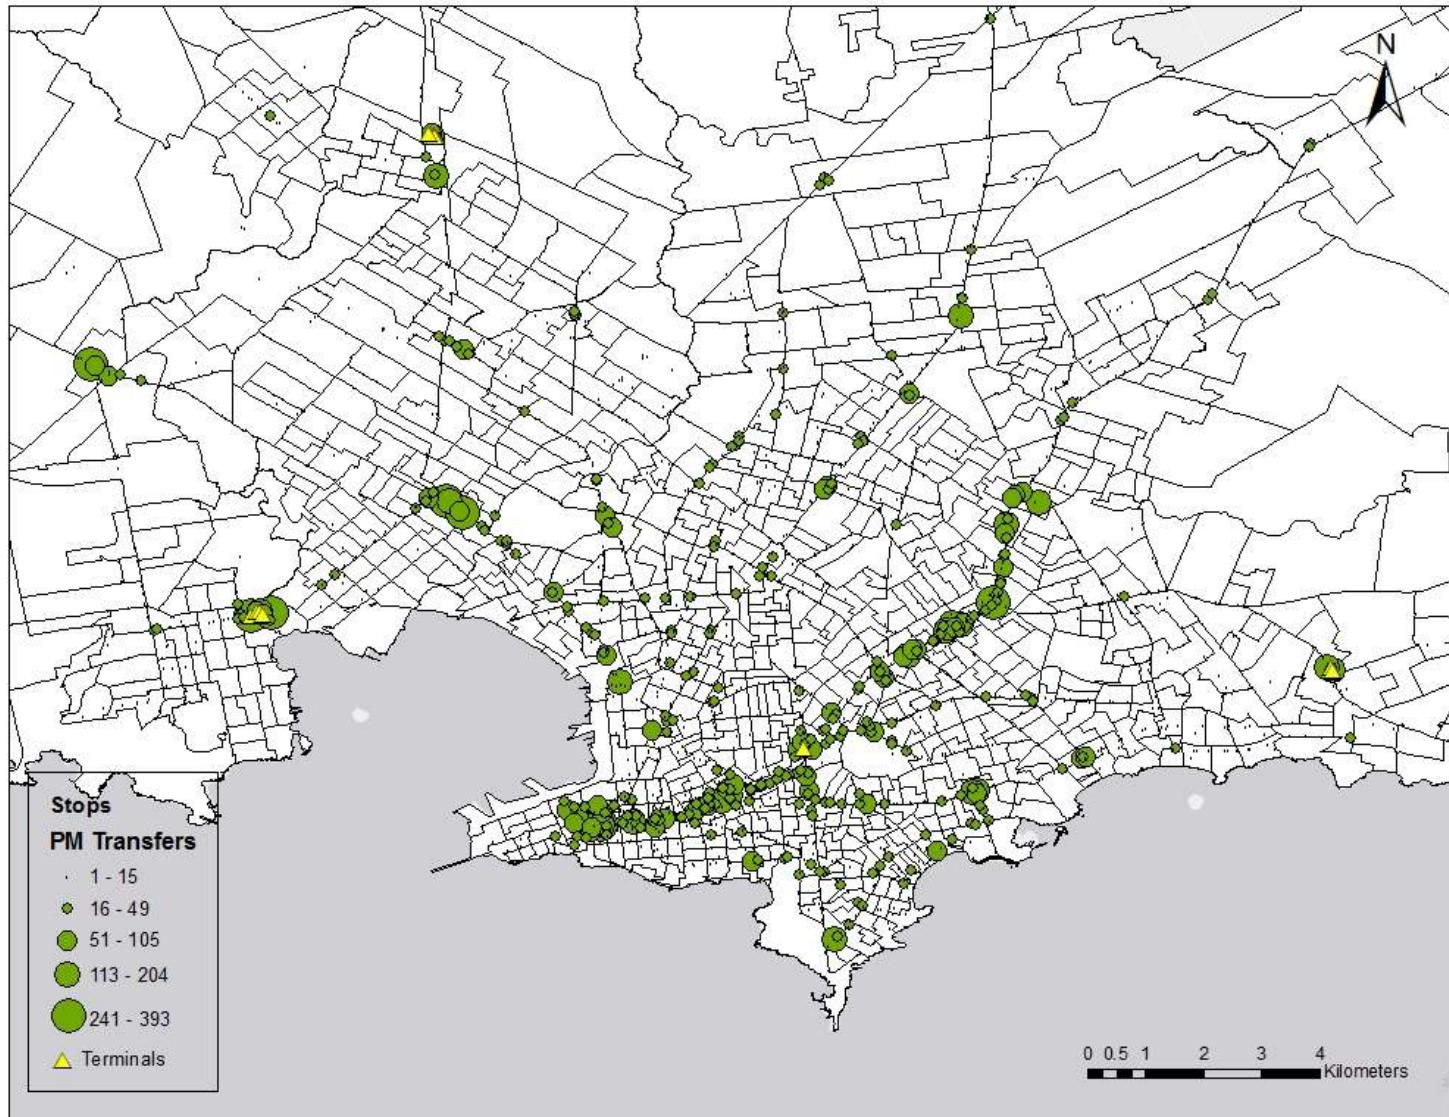 N
Stops
PM Transfers
1 - 15
16 - 49
51 - 105
113 - 204
241 - 393
Terminals
0 0.5 1 2 3 4
Kilometers